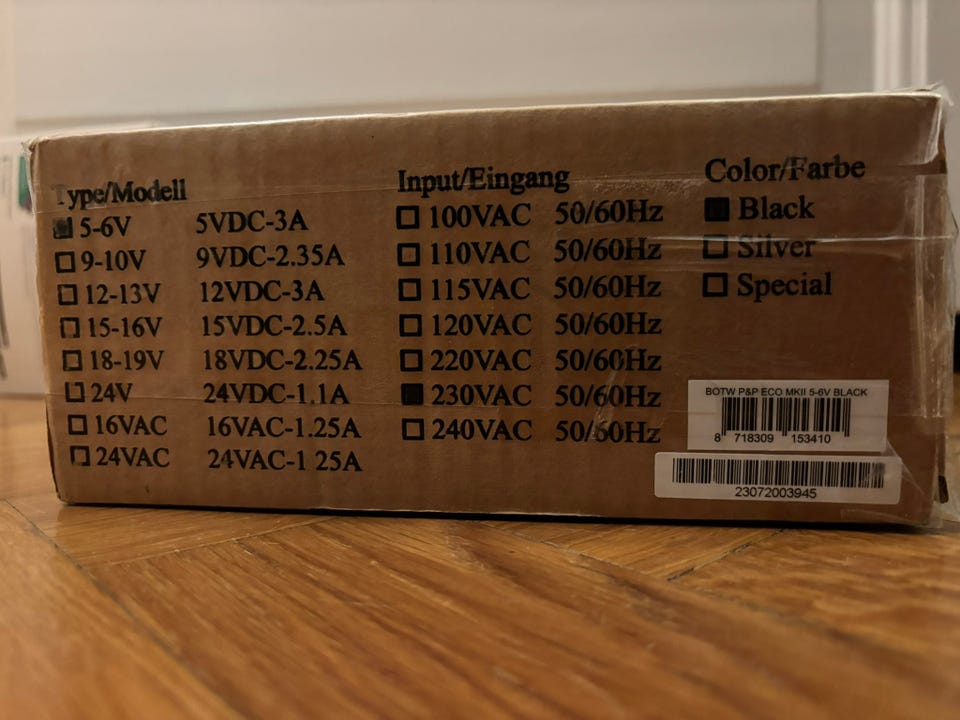 Type/Modell
5-6V 5VDC-3A
9-10V 9VDC-2.35A
12-13V 12VDC-3A
15-16V 15VDC-2.5A
18-19V 18VDC-2.25A
24V 24VDC-1.1A
16VAC 16VAC-1.25A
24VAC 24VAC-1 25A
Input/Eingang
100VAC 50/60Hz
110VAC 50/60Hz
115VAC 50/60Hz
120VAC 50/60Hz
220VAC 50/60Hz
230VAC 50/60Hz
240VAC 50/60Hz
Color/Farbe
Black
Silver
Special
BOTW P&P ECO MKII 5-6V BLACK
8 718309 153410
23072003945